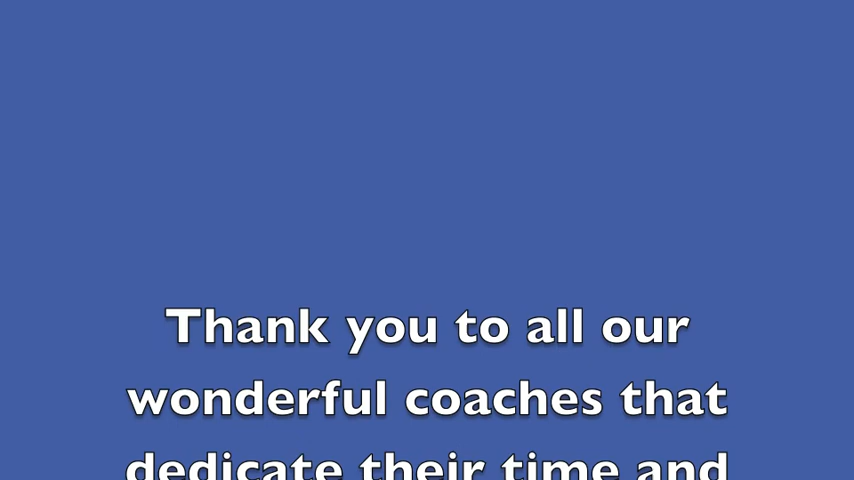 Thank you to all our
wonderful coaches that
dedicate their time and